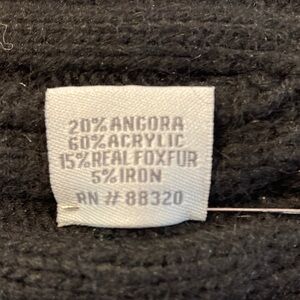 20% ANGORA
60% ACRYLIC
15% REAL FOXFUR
5% IRON
RN # 88320